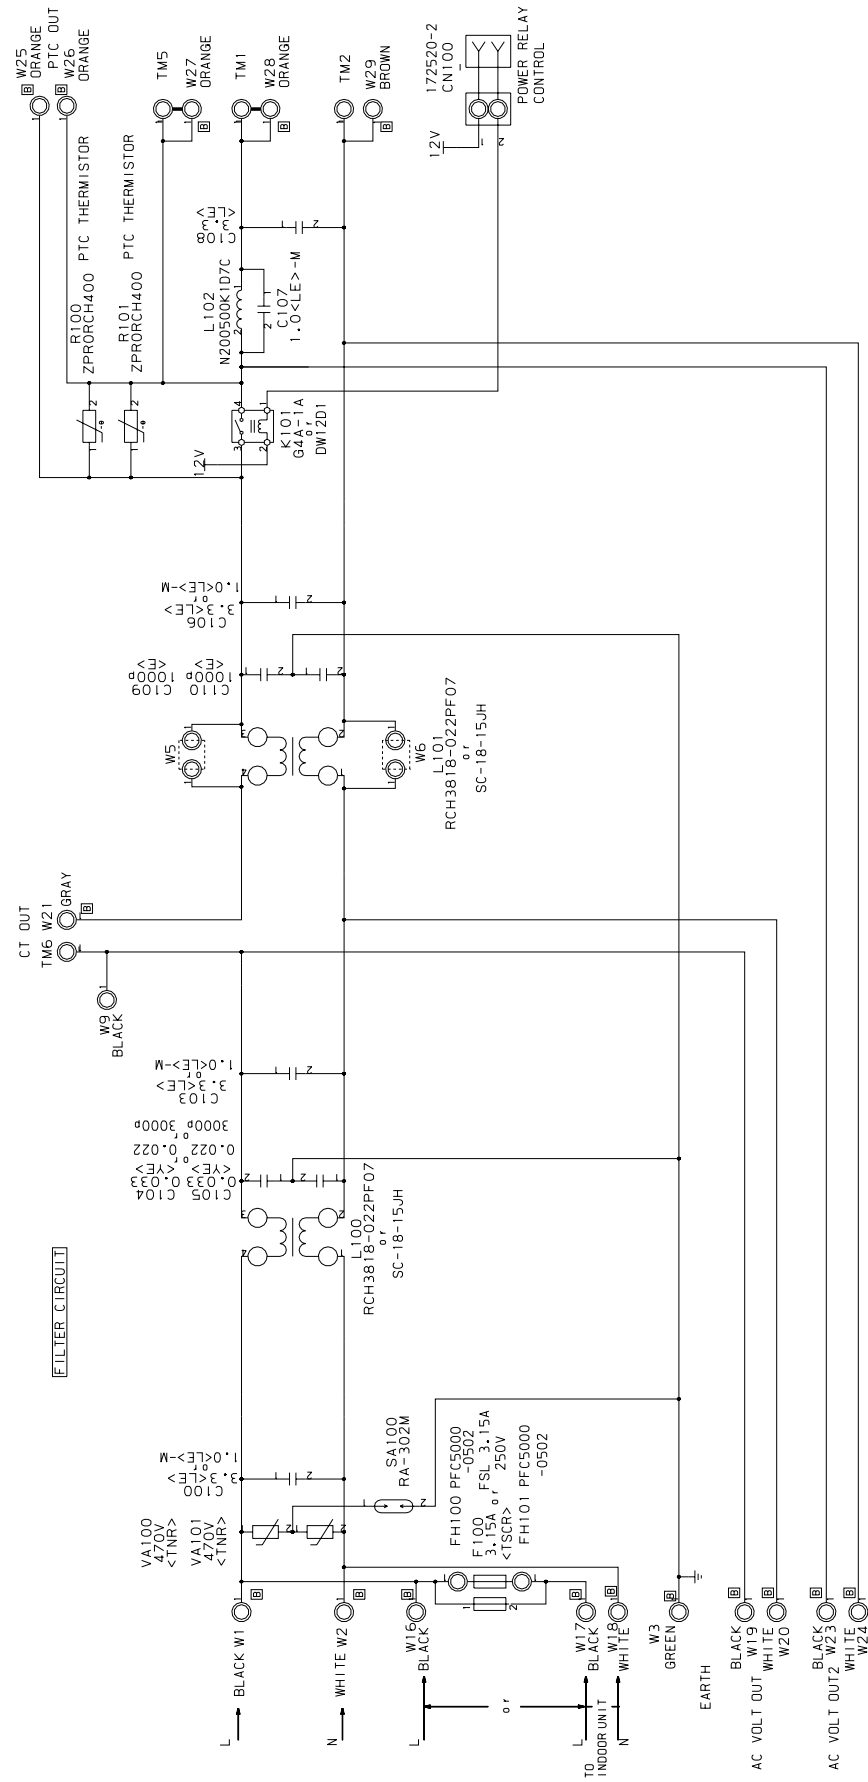 FILTER CIRCUIT
L
BLACK W1
B
N
WHITE W2
B
L
BLACK
W16
B
or
TO
INDOOR UNIT
L
BLACK
W17
B
N
WHITE
W18
B
W3
GREEN
B
EARTH
AC VOLT OUT
BLACK
W19
B
WHITE
W20
B
AC VOLT OUT2
BLACK
W23
B
WHITE
W24
B
VA100
470V
<TNR>
VA101
470V
<TNR>
C100
3.3<LE>
or
1.0<LE>-M
SA100
RA-302M
FH100 PFC5000
-0502
F100
3.15A or FSL 3.15A
<TSCR> 250V
FH101 PFC5000
-0502
L100
RCH3818-022PF07
or
SC-18-15JH
C104 C105
0.033 0.033
<YE> <YE>
or
0.022 0.022
or
3000p 3000p
C103
3.3<LE>
or
1.0<LE>-M
W9
BLACK
CT OUT
TM6 W21
GRAY
B
W5
W6
L101
RCH3818-022PF07
or
SC-18-15JH
C109 C110
1000p 1000p
<E> <E>
C106
3.3<LE>
or
1.0<LE>-M
12V
K101
G4A-1A
or
DW12D1
R100
ZPRORCH400 PTC THERMISTOR
R101
ZPRORCH400 PTC THERMISTOR
L102
N200500K1D7C
C107
1.0<LE>-M
C108
3.3
<LE>
W25
ORANGE
B
PTC OUT
W26
ORANGE
B
TM5
W27
ORANGE
B
TM1
W28
ORANGE
B
TM2
W29
BROWN
B
12V
172520-2
CN100
POWER RELAY
CONTROL